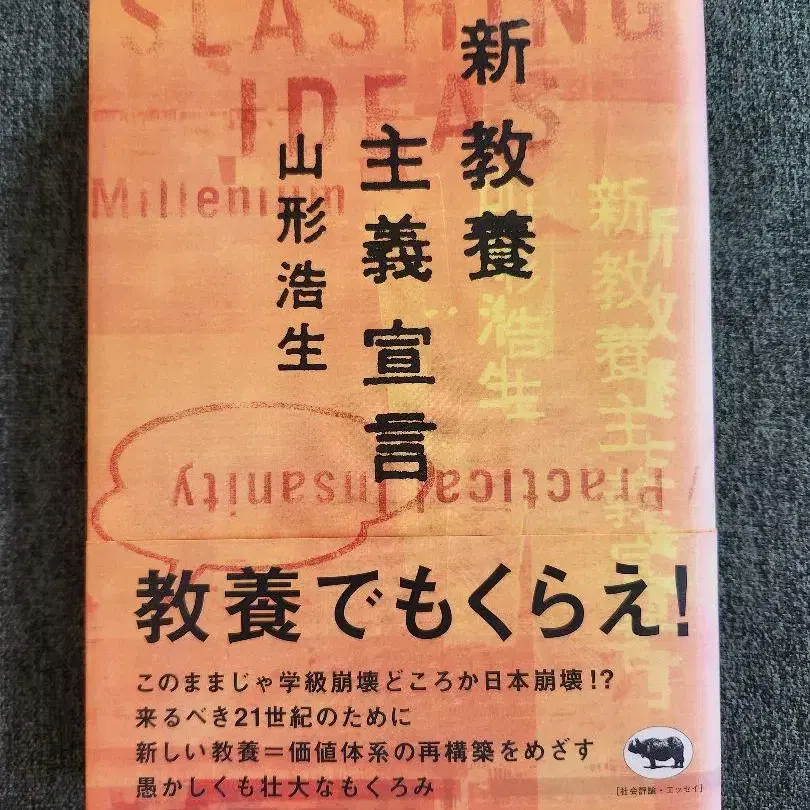 SLASHING
IDEAS
Millenium
新教養
主義宣言
山形浩生
山形浩生
新教養主義宣言
Practical Insanity
教養でもくらえ!
このままじゃ学級崩壊どころか日本崩壊!?
来るべき21世紀のために
新しい教養=価値体系の再構築をめざす
愚かしくも壮大なもくろみ
[社会評論・エッセイ]